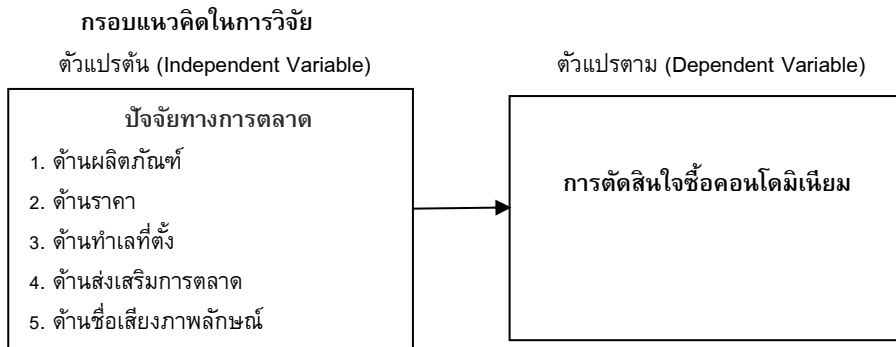 กรอบแนวคิดในการวิจัย
ตัวแปรต้น (Independent Variable)
ตัวแปรตาม (Dependent Variable)
ปัจจัยทางการตลาด
1. ด้านผลิตภัณฑ์
2. ด้านราคา
3. ด้านทำเลที่ตั้ง
4. ด้านส่งเสริมการตลาด
5. ด้านชื่อเสียงภาพลักษณ์
การตัดสินใจซื้อคอนโดมิเนียม